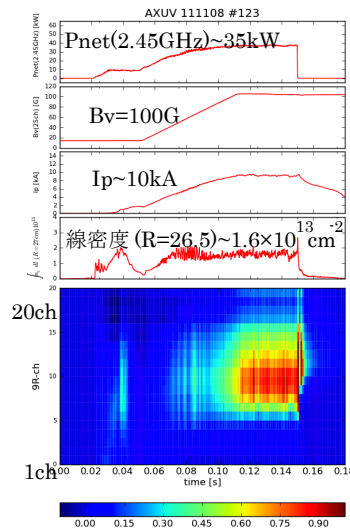 AXUV 111108 #123
Pnet(2.45GHz) [kW]
60
50
40
30
20
10
0
Pnet(2.45GHz)~35kW
Bv(25ch) [G]
120
100
80
60
40
20
0
Bv=100G
Ip [kA]
14
12
10
8
6
4
2
0
Ip~10kA
4
3
2
1
0
線密度 (R=26.5)~1.6×10¹³ cm⁻²
9R-ch
20
15
10
5
0
20ch
1ch
0.00 0.02 0.04 0.06 0.08 0.10 0.12 0.14 0.16 0.18
time [s]
0.00 0.15 0.30 0.45 0.60 0.75 0.90